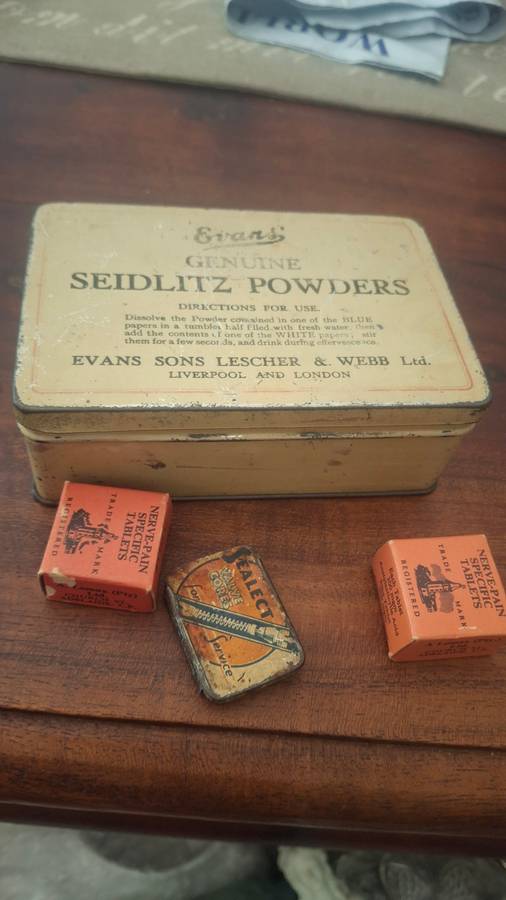 WORL
Evans'
GENUINE
SEIDLITZ POWDERS
DIRECTIONS FOR USE.
Dissolve the Powder contained in one of the BLUE
papers in a tumbler half filled with fresh water, then
add the contents of one of the WHITE papers, stir
them for a few seconds, and drink during effervescence.
EVANS SONS LESCHER & WEBB Ltd.
LIVERPOOL AND LONDON
NERVE-PAIN
SPECIFIC
TABLETS
TRADE MARK
REGISTERED
SEALECT
VALVE
for
Service
NERVE-PAIN
SPECIFIC
TABLETS
TRADE MARK
REGISTERED